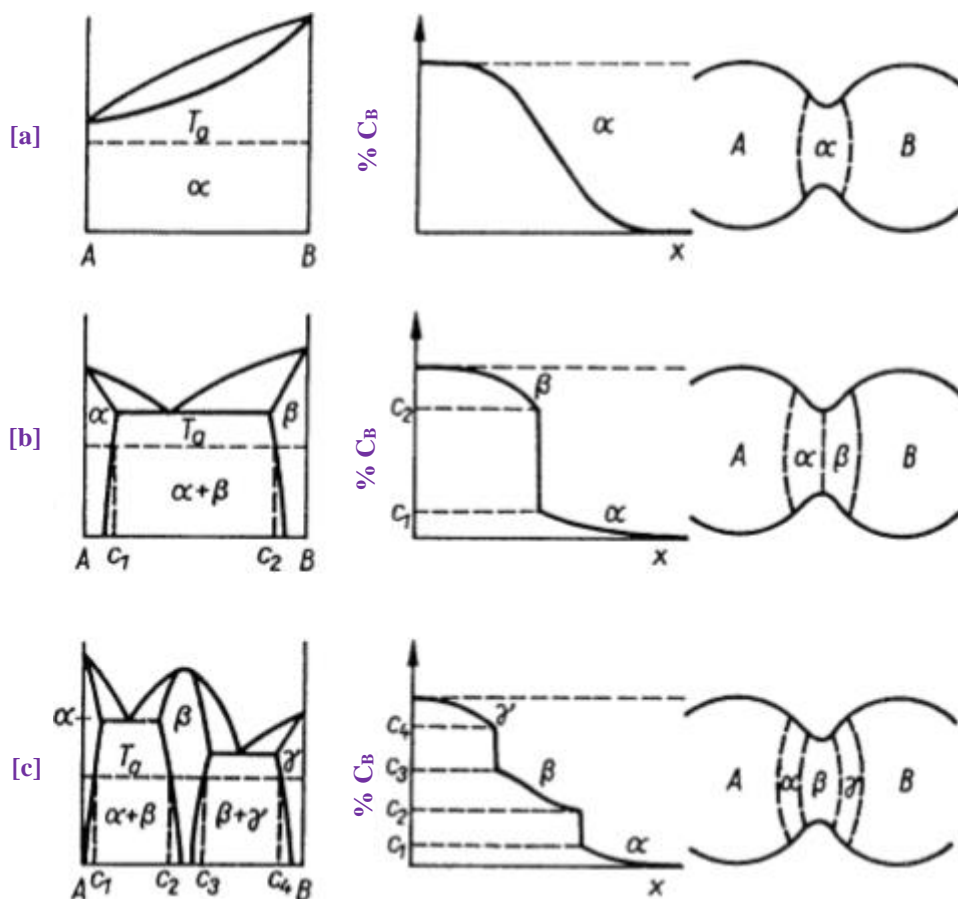 [a]
T_a
α
A B
% C_B
α
x
A α B
[b]
α β
T_a
α+β
A c_1 c_2 B
% C_B
c_2
c_1
β
α
x
A α β B
[c]
α
β
γ
T_a
α+β β+γ
A c_1 c_2 c_3 c_4 B
% C_B
c_4
c_3
c_2
c_1
γ
β
α
x
A α β γ B